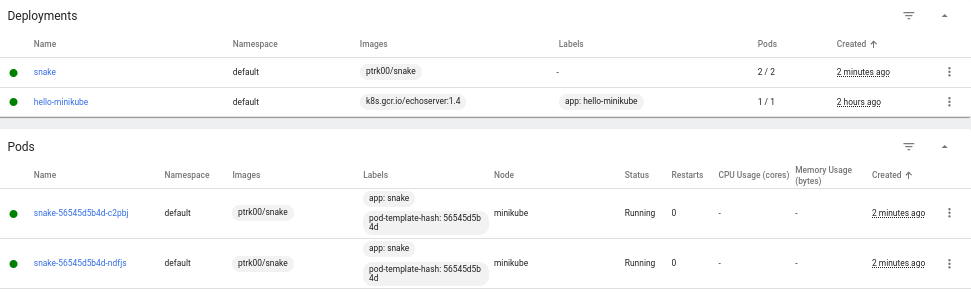 Deployments
Name Namespace Images Labels Pods Created ↑
snake default ptrk00/snake - 2 / 2 2 minutes ago
hello-minikube default k8s.gcr.io/echoserver:1.4 app: hello-minikube 1 / 1 2 hours ago
Pods
Name Namespace Images Labels Node Status Restarts CPU Usage (cores) Memory Usage (bytes) Created ↑
app: snake
snake-56545d5b4d-c2pbj default ptrk00/snake pod-template-hash: 56545d5b4d minikube Running 0 - - 2 minutes ago
app: snake
snake-56545d5b4d-ndfjs default ptrk00/snake pod-template-hash: 56545d5b4d minikube Running 0 - - 2 minutes ago